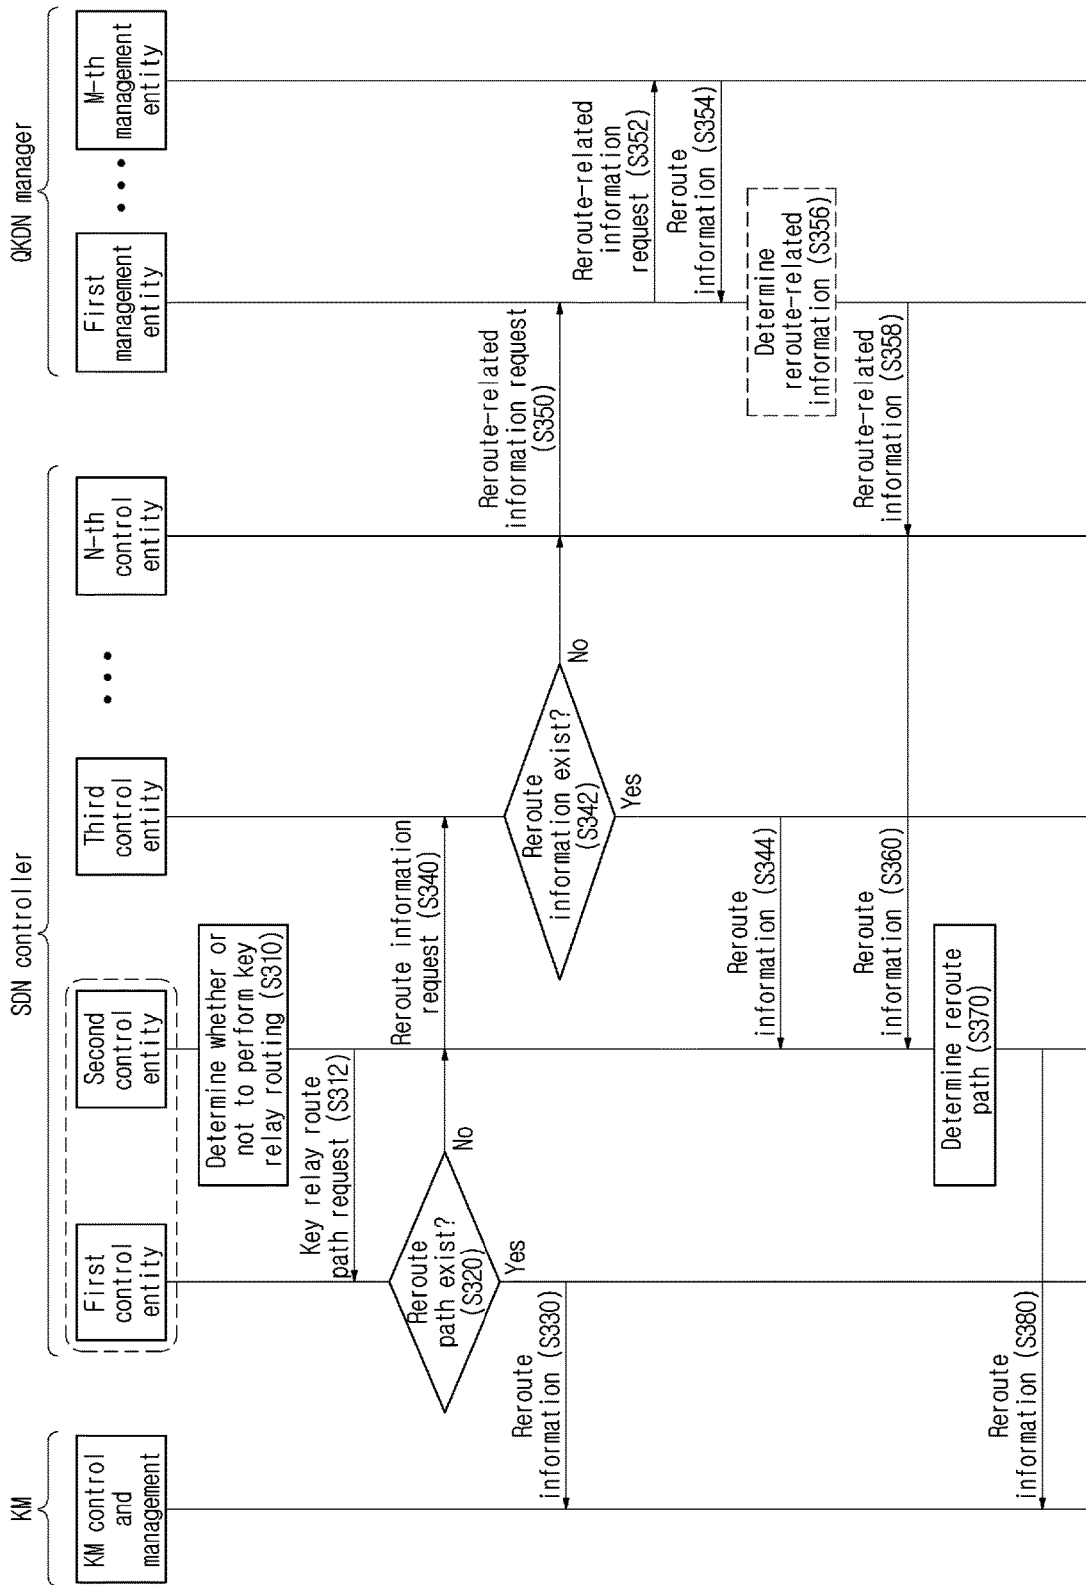 KM
SDN controller
QKDN manager
KM control
and
management
First
control
entity
Second
control
entity
Third
control
entity
N-th
control
entity
First
management
entity
M-th
management
entity
Determine whether or
not to perform key
relay routing (S310)
Key relay route
path request (S312)
Reroute
path exist?
(S320)
No
Yes
Reroute
information (S330)
Reroute information
request (S340)
Reroute
information exist?
(S342)
No
Yes
Reroute
information (S344)
Reroute-related
information request
(S350)
Reroute-related
information
request (S352)
Reroute
information (S354)
Determine
reroute-related
information (S356)
Reroute-related
information (S358)
Reroute
information (S360)
Determine reroute
path (S370)
Reroute
information (S380)